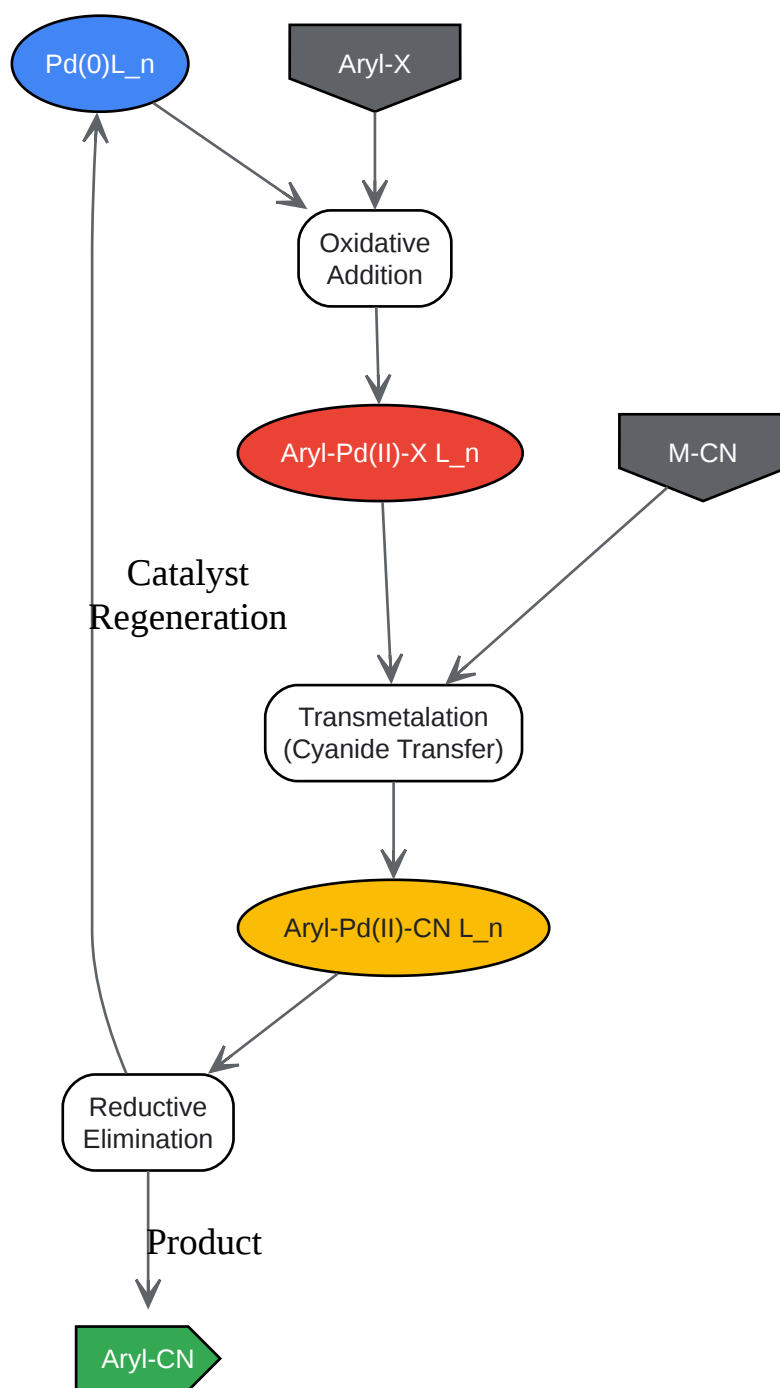 Pd(0)L_n
Aryl-X
Oxidative
Addition
Aryl-Pd(II)-X L_n
M-CN
Catalyst
Regeneration
Transmetalation
(Cyanide Transfer)
Aryl-Pd(II)-CN L_n
Reductive
Elimination
Product
Aryl-CN